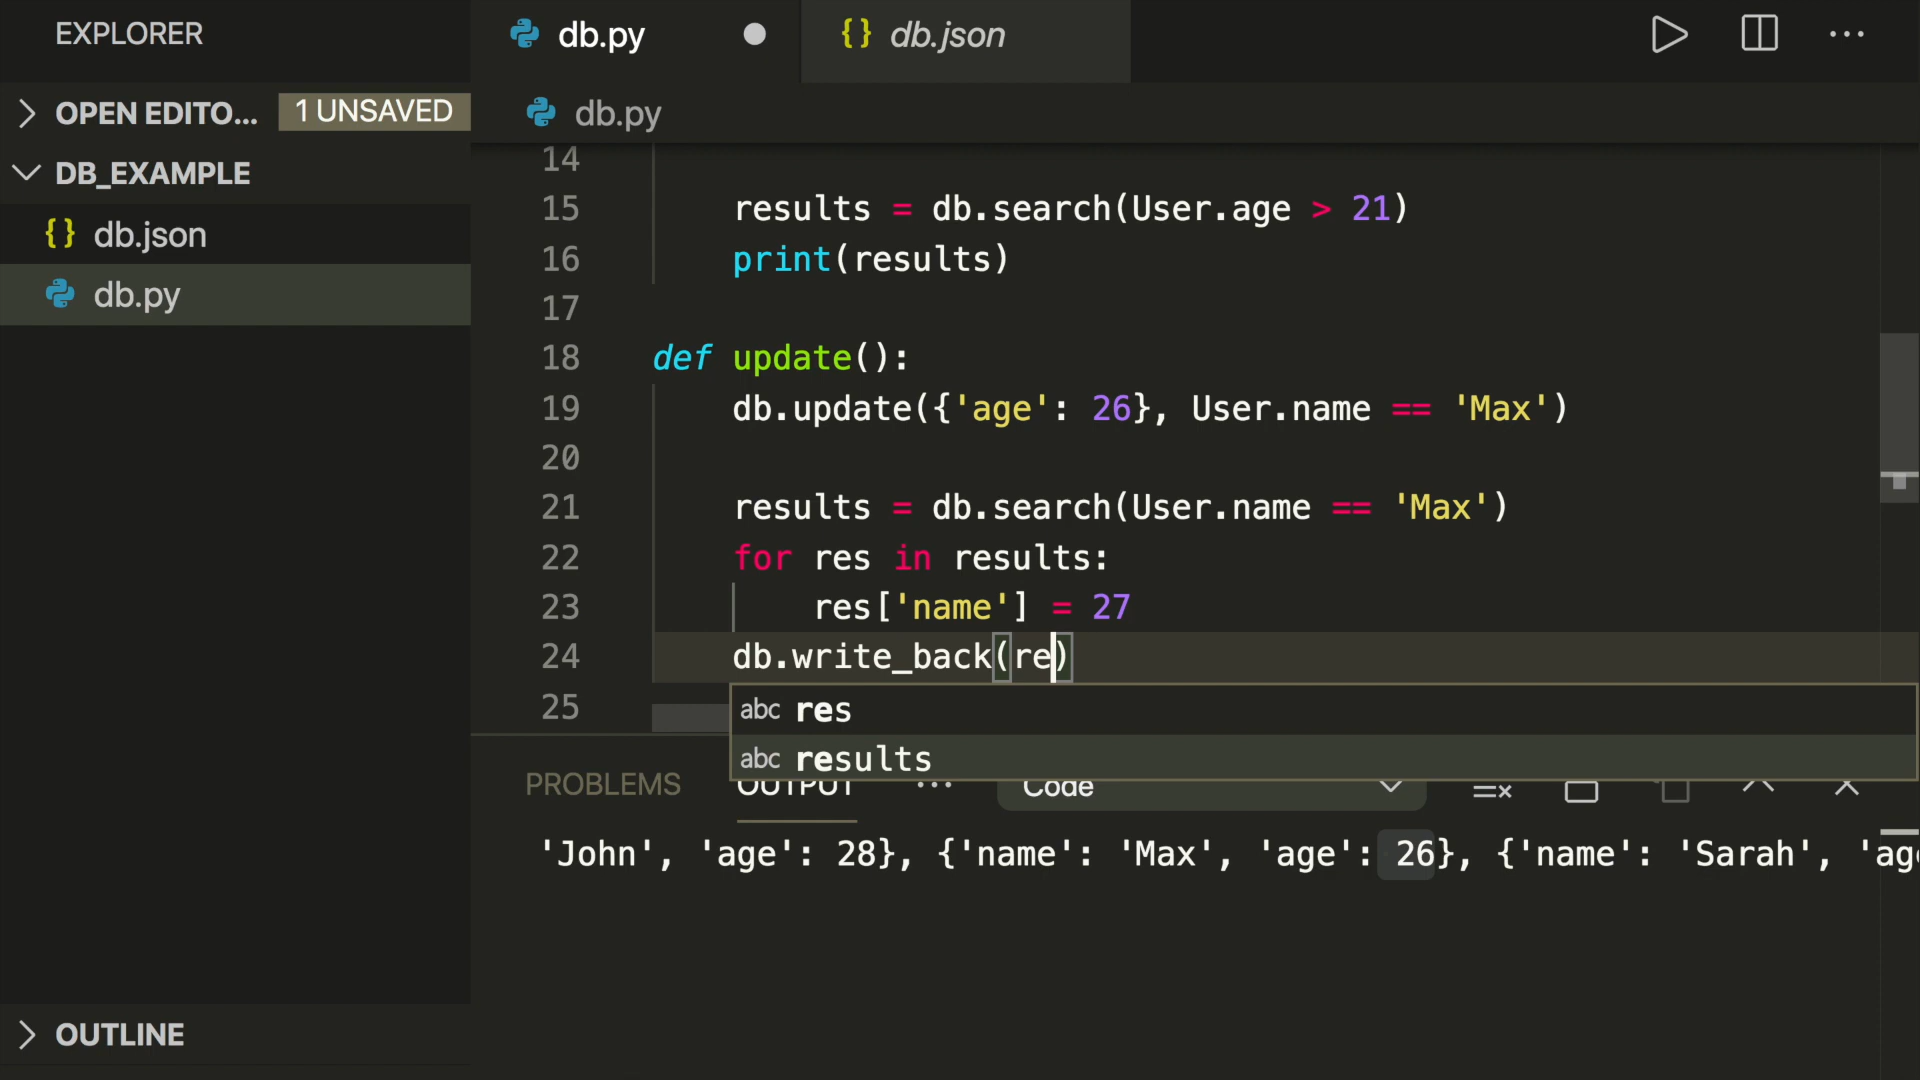 EXPLORER
OPEN EDITO... 1 UNSAVED
DB_EXAMPLE
{ } db.json
db.py
OUTLINE
db.py ● { } db.json ...
db.py
14
15 results = db.search(User.age > 21)
16 print(results)
17
18 def update():
19 db.update({'age': 26}, User.name == 'Max')
20
21 results = db.search(User.name == 'Max')
22 for res in results:
23 res['name'] = 27
24 db.write_back(re)
25
abc res
abc results
PROBLEMS OUTPUT ... Code
'John', 'age': 28}, {'name': 'Max', 'age': 26}, {'name': 'Sarah', 'ag